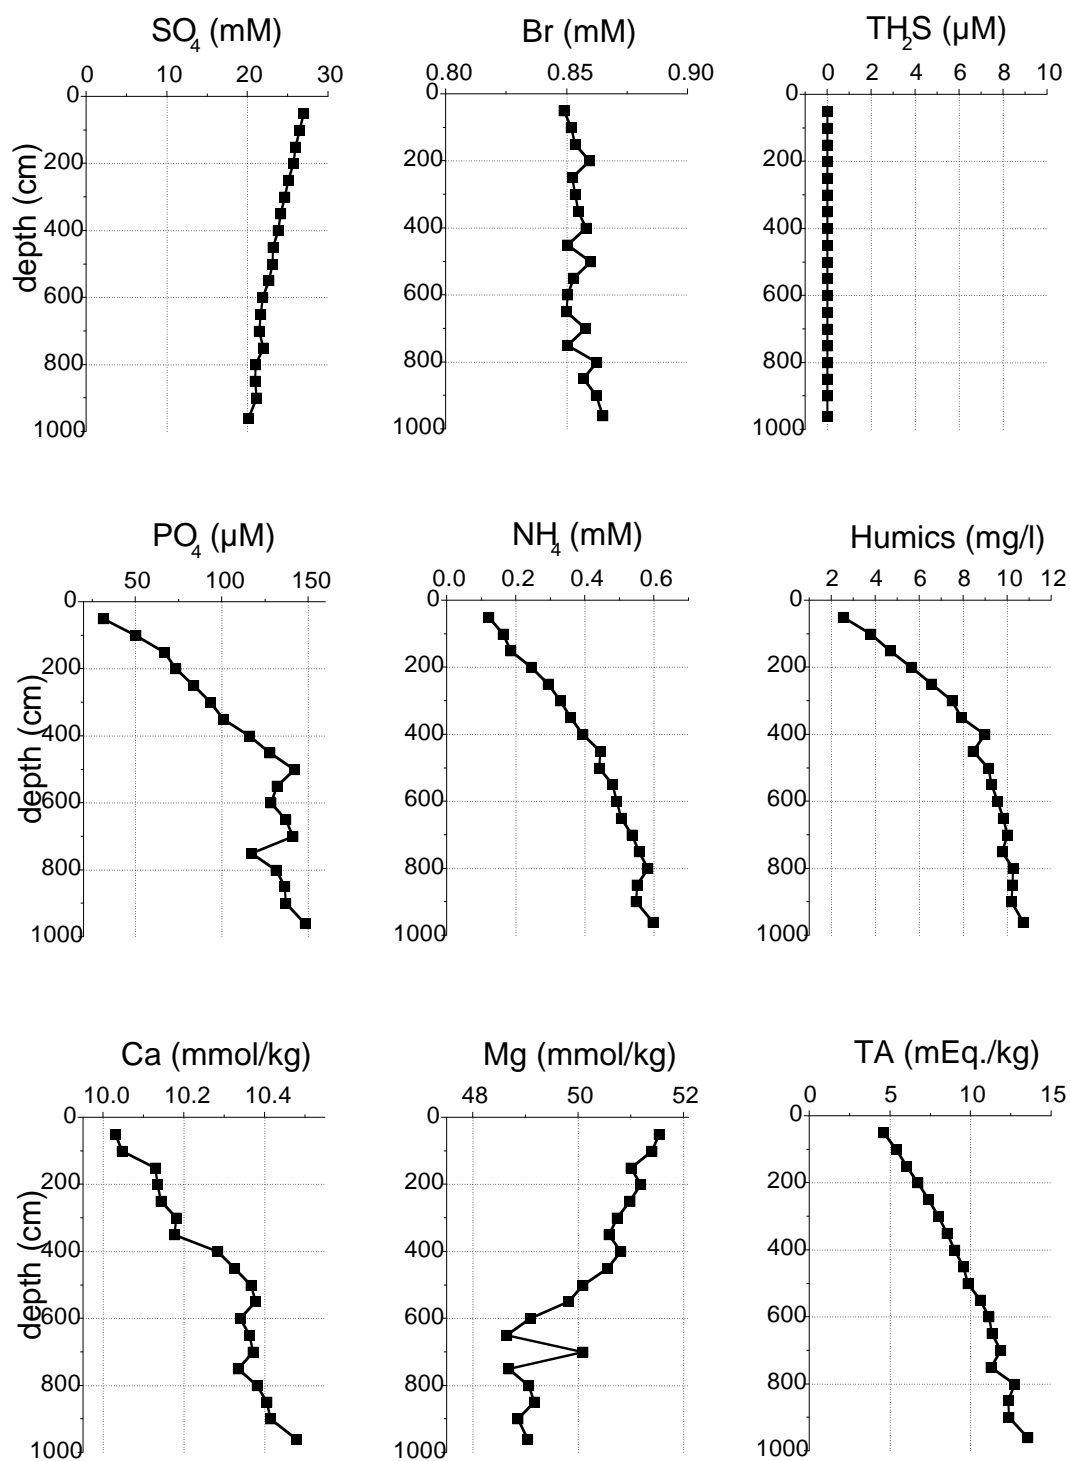 SO4 (mM) Br (mM) TH2S (µM)
0 10 20 30 0.80 0.85 0.90 0 2 4 6 8 10
0 0 0
200 200 200
400 400 400
600 600 600
800 800 800
1000 1000 1000
depth (cm)
PO4 (µM) NH4 (mM) Humics (mg/l)
50 100 150 0.0 0.2 0.4 0.6 2 4 6 8 10 12
0 0 0
200 200 200
400 400 400
600 600 600
800 800 800
1000 1000 1000
depth (cm)
Ca (mmol/kg) Mg (mmol/kg) TA (mEq./kg)
10.0 10.2 10.4 48 50 52 0 5 10 15
0 0 0
200 200 200
400 400 400
600 600 600
800 800 800
1000 1000 1000
depth (cm)